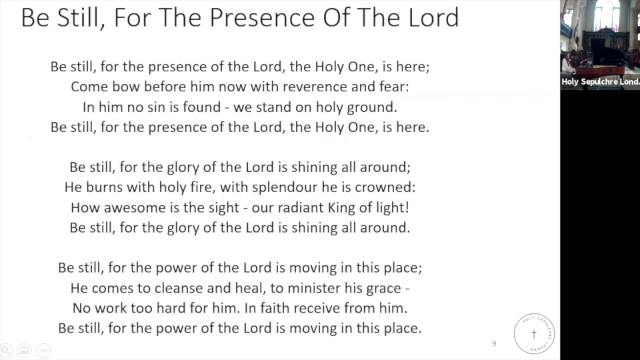 Be Still, For The Presence Of The Lord
Be still, for the presence of the Lord, the Holy One, is here;
Come bow before him now with reverence and fear:
In him no sin is found - we stand on holy ground.
Be still, for the presence of the Lord, the Holy One, is here.
Be still, for the glory of the Lord is shining all around;
He burns with holy fire, with splendour he is crowned:
How awesome is the sight - our radiant King of light!
Be still, for the glory of the Lord is shining all around.
Be still, for the power of the Lord is moving in this place;
He comes to cleanse and heal, to minister his grace -
No work too hard for him. In faith receive from him.
Be still, for the power of the Lord is moving in this place.
9
Holy Sepulchre Lond...
HOLY SEPULCHRE LONDON